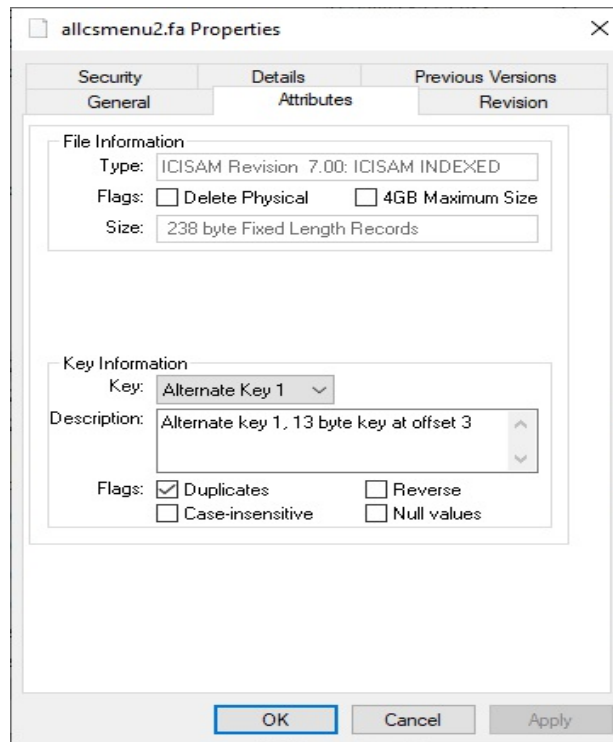 allcsmenu2.fa Properties
Security Details Previous Versions
General Attributes Revision
File Information
Type: ICISAM Revision 7.00: ICISAM INDEXED
Flags: Delete Physical 4GB Maximum Size
Size: 238 byte Fixed Length Records
Key Information
Key: Alternate Key 1
Description: Alternate key 1, 13 byte key at offset 3
Flags: Duplicates Reverse
Case-insensitive Null values
OK Cancel Apply